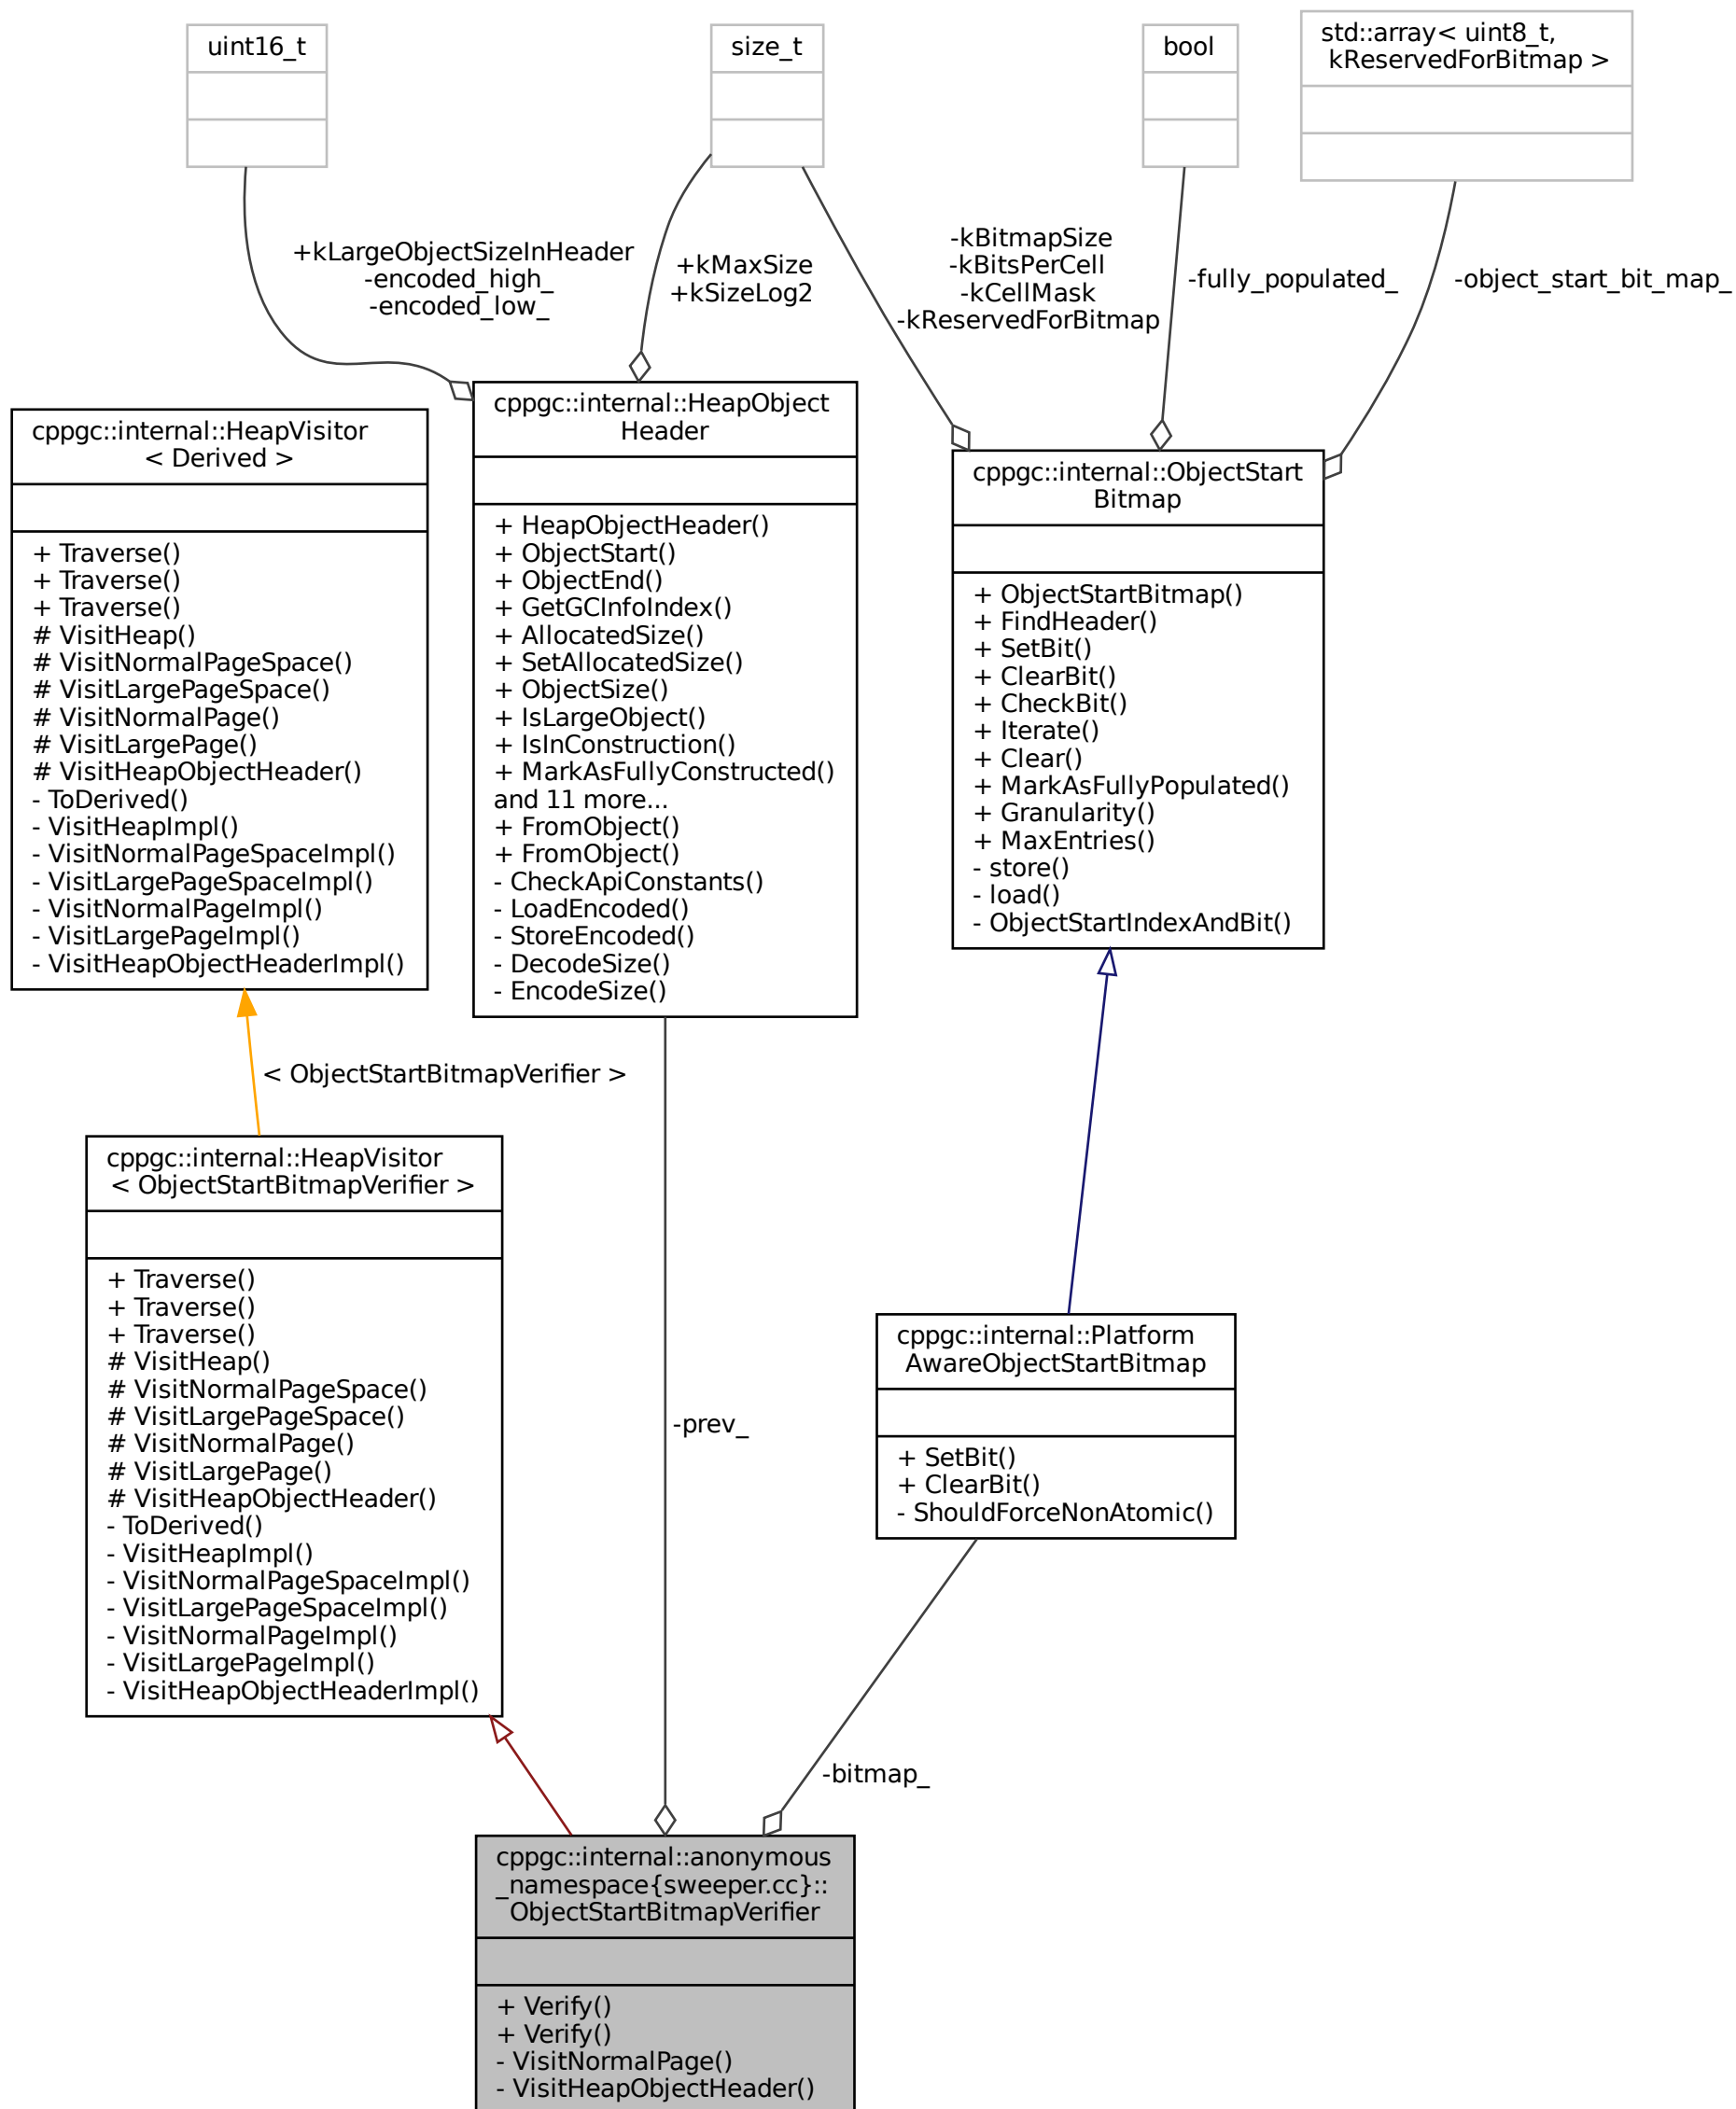 uint16_t
size_t
bool
std::array< uint8_t,
kReservedForBitmap >
+kLargeObjectSizeInHeader
-encoded_high_
-encoded_low_
+kMaxSize
+kSizeLog2
-kBitmapSize
-kBitsPerCell
-kCellMask
-kReservedForBitmap
-fully_populated_
-object_start_bit_map_
cppgc::internal::HeapVisitor
< Derived >
+ Traverse()
+ Traverse()
+ Traverse()
# VisitHeap()
# VisitNormalPageSpace()
# VisitLargePageSpace()
# VisitNormalPage()
# VisitLargePage()
# VisitHeapObjectHeader()
- ToDerived()
- VisitHeapImpl()
- VisitNormalPageSpaceImpl()
- VisitLargePageSpaceImpl()
- VisitNormalPageImpl()
- VisitLargePageImpl()
- VisitHeapObjectHeaderImpl()
cppgc::internal::HeapObject
Header
+ HeapObjectHeader()
+ ObjectStart()
+ ObjectEnd()
+ GetGCInfoIndex()
+ AllocatedSize()
+ SetAllocatedSize()
+ ObjectSize()
+ IsLargeObject()
+ IsInConstruction()
+ MarkAsFullyConstructed()
and 11 more...
+ FromObject()
+ FromObject()
- CheckApiConstants()
- LoadEncoded()
- StoreEncoded()
- DecodeSize()
- EncodeSize()
cppgc::internal::ObjectStart
Bitmap
+ ObjectStartBitmap()
+ FindHeader()
+ SetBit()
+ ClearBit()
+ CheckBit()
+ Iterate()
+ Clear()
+ MarkAsFullyPopulated()
+ Granularity()
+ MaxEntries()
- store()
- load()
- ObjectStartIndexAndBit()
< ObjectStartBitmapVerifier >
cppgc::internal::HeapVisitor
< ObjectStartBitmapVerifier >
+ Traverse()
+ Traverse()
+ Traverse()
# VisitHeap()
# VisitNormalPageSpace()
# VisitLargePageSpace()
# VisitNormalPage()
# VisitLargePage()
# VisitHeapObjectHeader()
- ToDerived()
- VisitHeapImpl()
- VisitNormalPageSpaceImpl()
- VisitLargePageSpaceImpl()
- VisitNormalPageImpl()
- VisitLargePageImpl()
- VisitHeapObjectHeaderImpl()
-prev_
cppgc::internal::Platform
AwareObjectStartBitmap
+ SetBit()
+ ClearBit()
- ShouldForceNonAtomic()
-bitmap_
cppgc::internal::anonymous
_namespace{sweeper.cc}::
ObjectStartBitmapVerifier
+ Verify()
+ Verify()
- VisitNormalPage()
- VisitHeapObjectHeader()